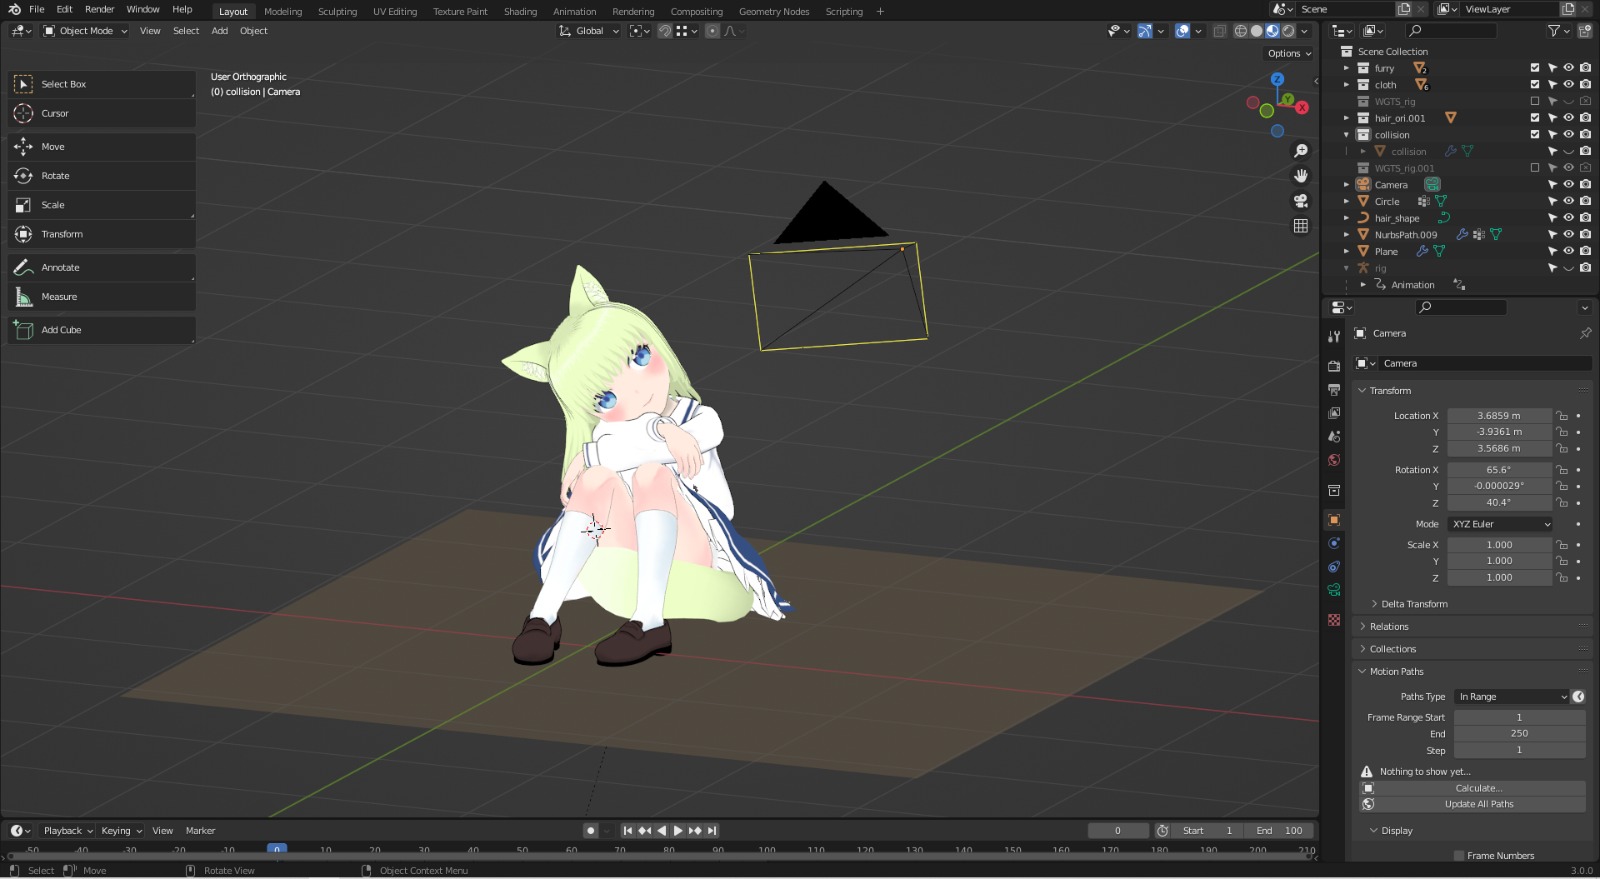 File Edit Render Window Help Layout Modeling Sculpting UV Editing Texture Paint Shading Animation Rendering Compositing Geometry Nodes Scripting + Scene ViewLayer
Object Mode View Select Add Object Global
Options
User Orthographic
(0) collision | Camera
Select Box
Cursor
Move
Rotate
Scale
Transform
Annotate
Measure
Add Cube
Z
Y
X
Scene Collection
furry 2
cloth 6
WGTS_rig
hair_ori.001
collision
collision
WGTS_rig.001
Camera
Circle
hair_shape
NurbsPath.009
Plane
rig
Animation
Camera
Camera
Transform
Location X 3.6859 m
Y -3.9361 m
Z 3.5686 m
Rotation X 65.6°
Y -0.000029°
Z 40.4°
Mode XYZ Euler
Scale X 1.000
Y 1.000
Z 1.000
Delta Transform
Relations
Collections
Motion Paths
Paths Type In Range
Frame Range Start 1
End 250
Step 1
Nothing to show yet...
Calculate...
Update All Paths
Display
Frame Numbers
Playback Keying View Marker 0 Start 1 End 100
-50 -40 -30 -20 -10 0 10 20 30 40 50 60 70 80 90 100 110 120 130 140 150 160 170 180 190 200 210
Select Move Rotate View Object Context Menu 3.0.0